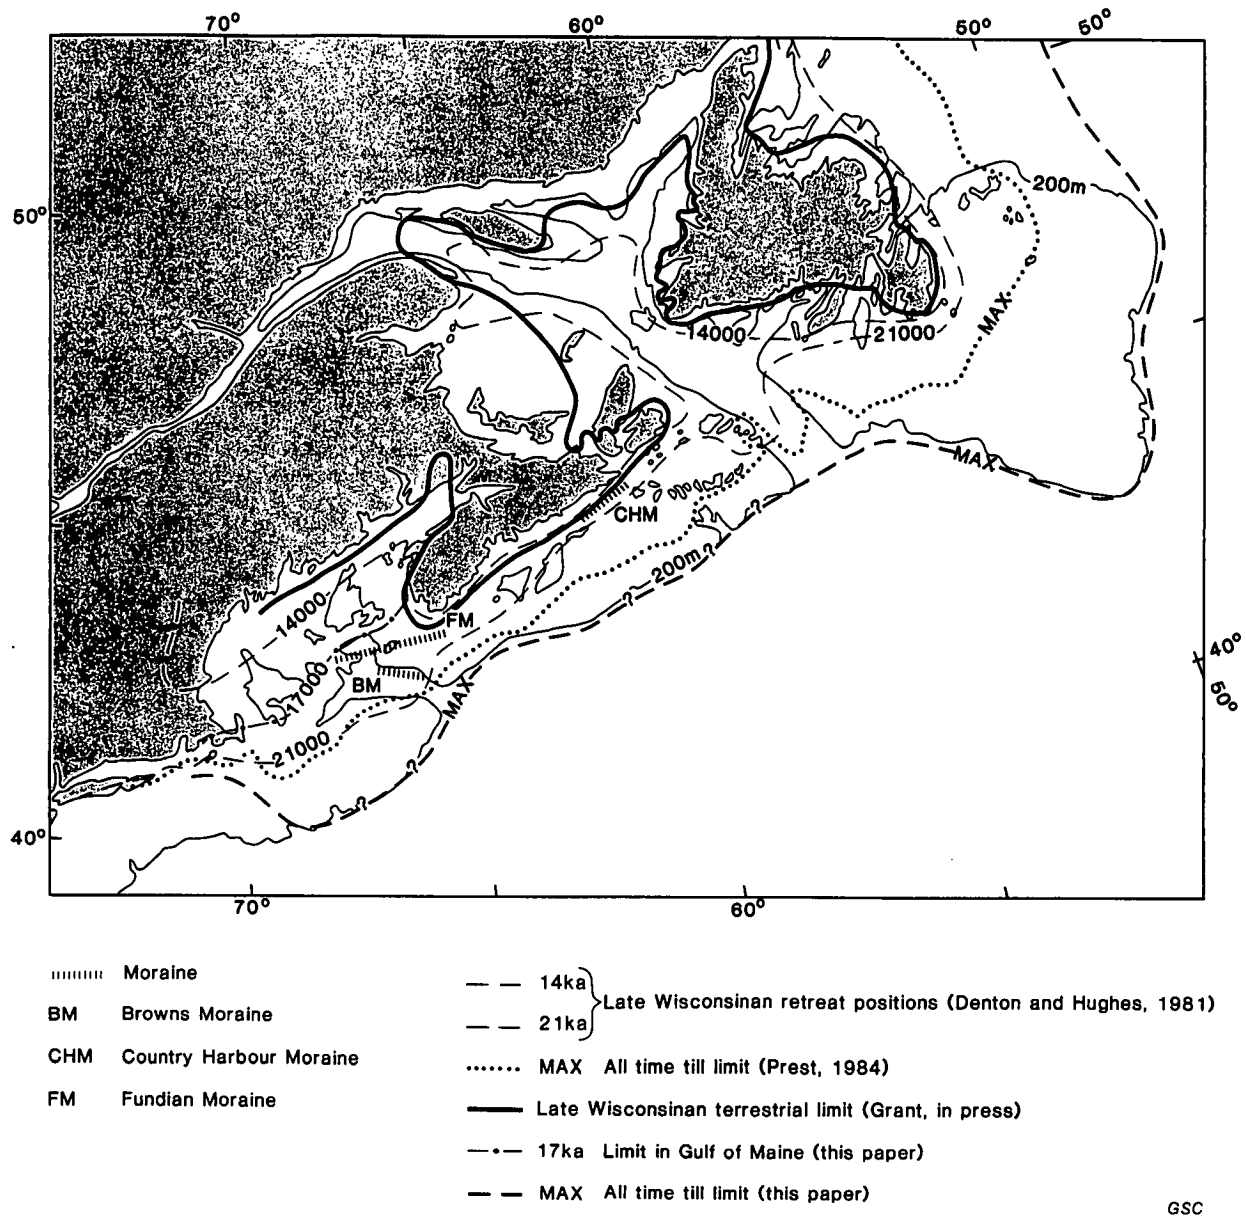 70° 60° 50° 50°
200m
50°
MAX
14000 21000
MAX
CHM
200m ?
?
?
14000
FM
40°
50°
17000
BM
MAX
21000
?
?
40°
70° 60°
Moraine
BM Browns Moraine
CHM Country Harbour Moraine
FM Fundian Moraine
14ka
21ka
Late Wisconsinan retreat positions (Denton and Hughes, 1981)
MAX All time till limit (Prest, 1984)
Late Wisconsinan terrestrial limit (Grant, in press)
17ka Limit in Gulf of Maine (this paper)
MAX All time till limit (this paper)
GSC